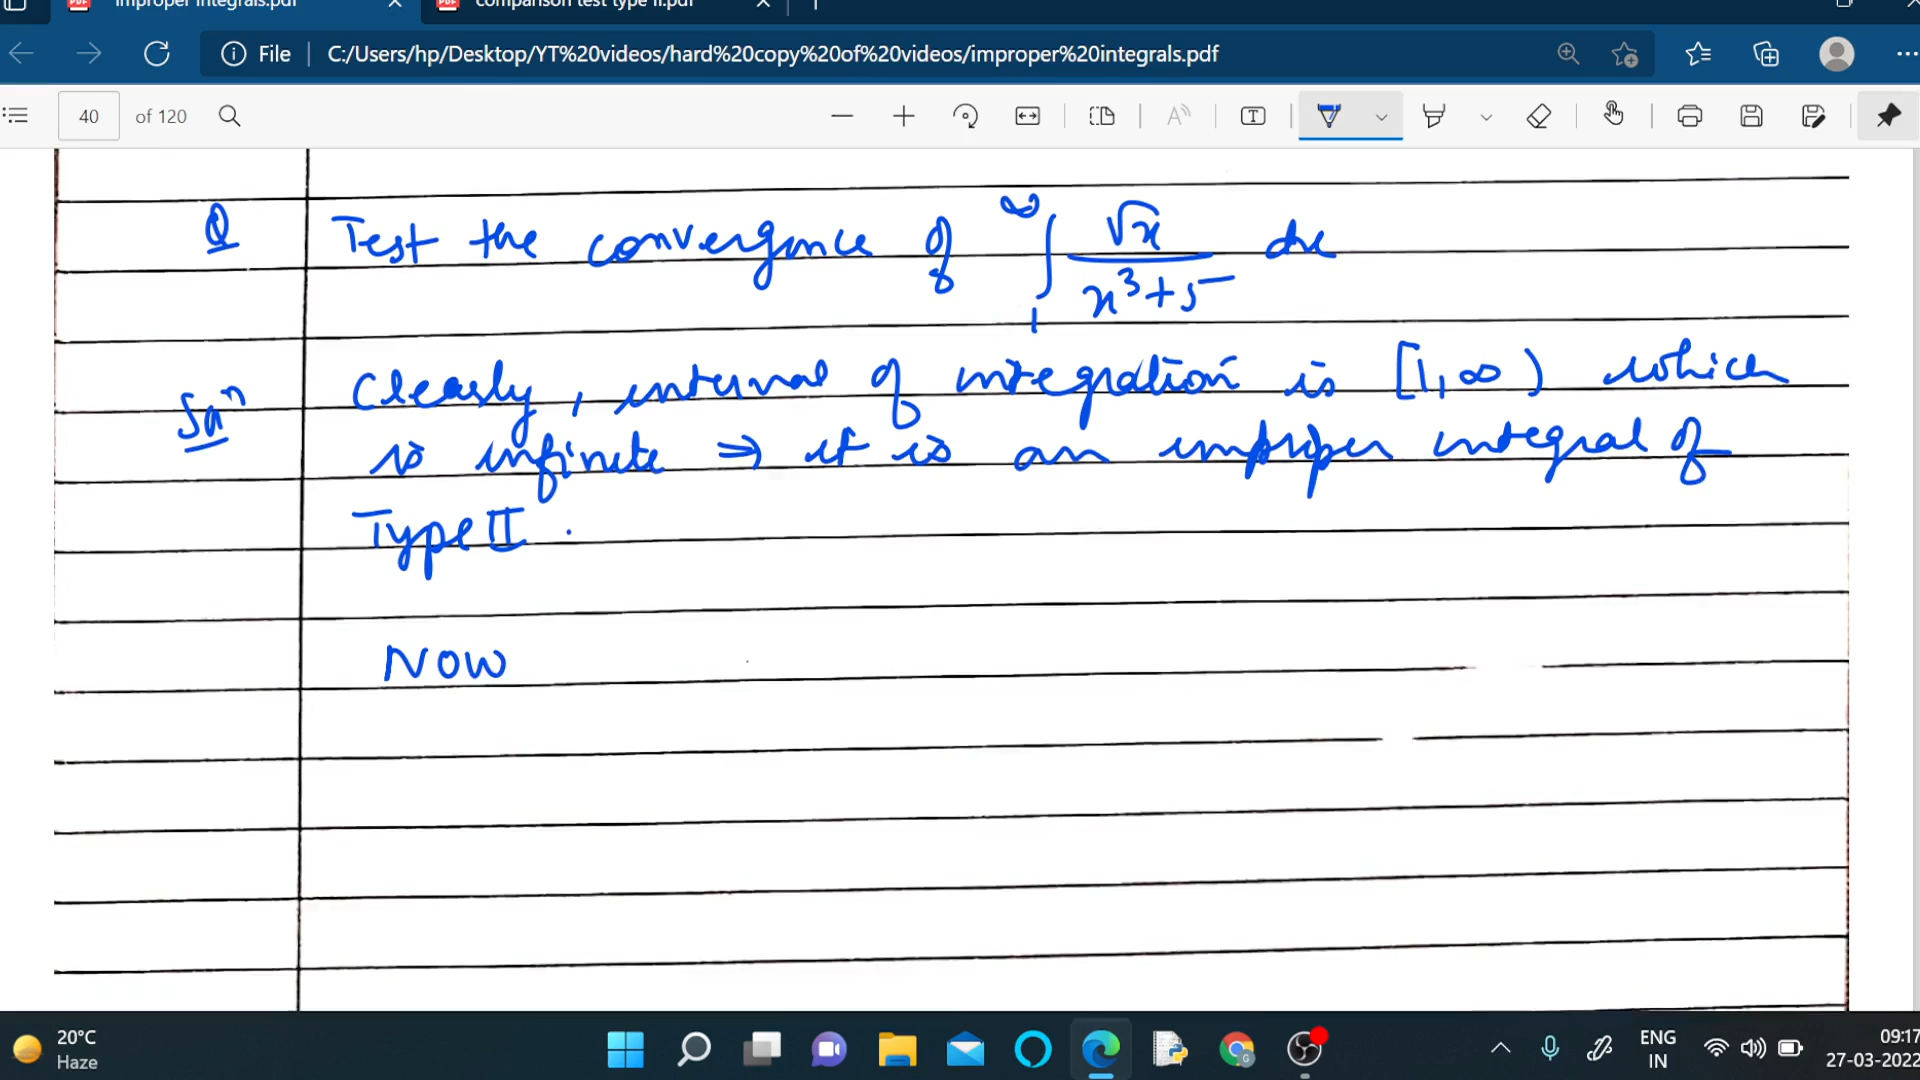 improper integrals.pdf
comparison test type II.pdf
File
C:/Users/hp/Desktop/YT%20videos/hard%20copy%20of%20videos/improper%20integrals.pdf
40 of 120
Q Test the convergence of ∫₁^∞ √x/(x³+5) dx
Solⁿ Clearly, interval of integration is [1,∞) which
is infinite ⇒ it is an improper integral of
Type II.
Now
20°C
Haze
ENG
IN
09:17
27-03-2022